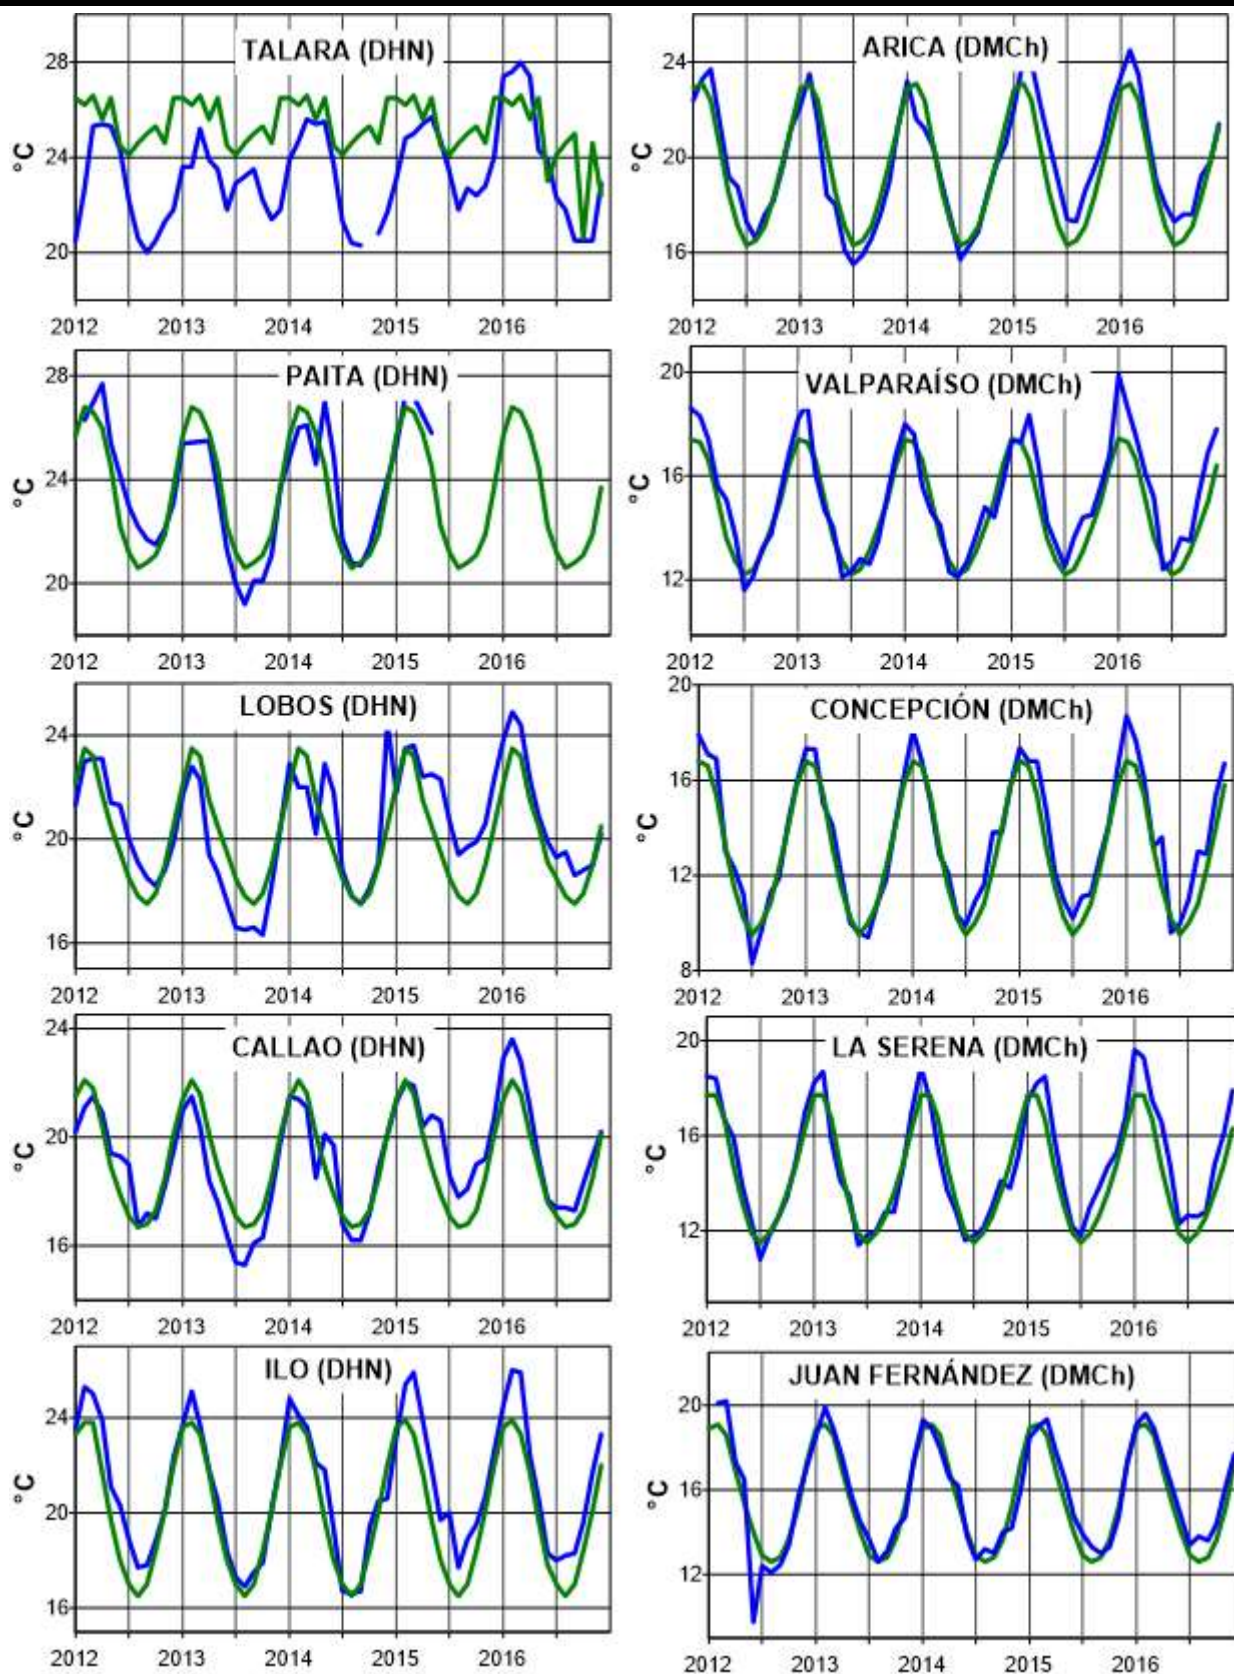 TALARA (DHN)
°C
28
24
20
2012 2013 2014 2015 2016
ARICA (DMCh)
°C
24
20
16
2012 2013 2014 2015 2016
PAITA (DHN)
°C
28
24
20
2012 2013 2014 2015 2016
VALPARAÍSO (DMCh)
°C
20
16
12
2012 2013 2014 2015 2016
LOBOS (DHN)
°C
24
20
16
2012 2013 2014 2015 2016
CONCEPCIÓN (DMCh)
°C
20
16
12
8
2012 2013 2014 2015 2016
CALLAO (DHN)
°C
24
20
16
2012 2013 2014 2015 2016
LA SERENA (DMCh)
°C
20
16
12
2012 2013 2014 2015 2016
ILO (DHN)
°C
24
20
16
2012 2013 2014 2015 2016
JUAN FERNÁNDEZ (DMCh)
°C
20
16
12
2012 2013 2014 2015 2016